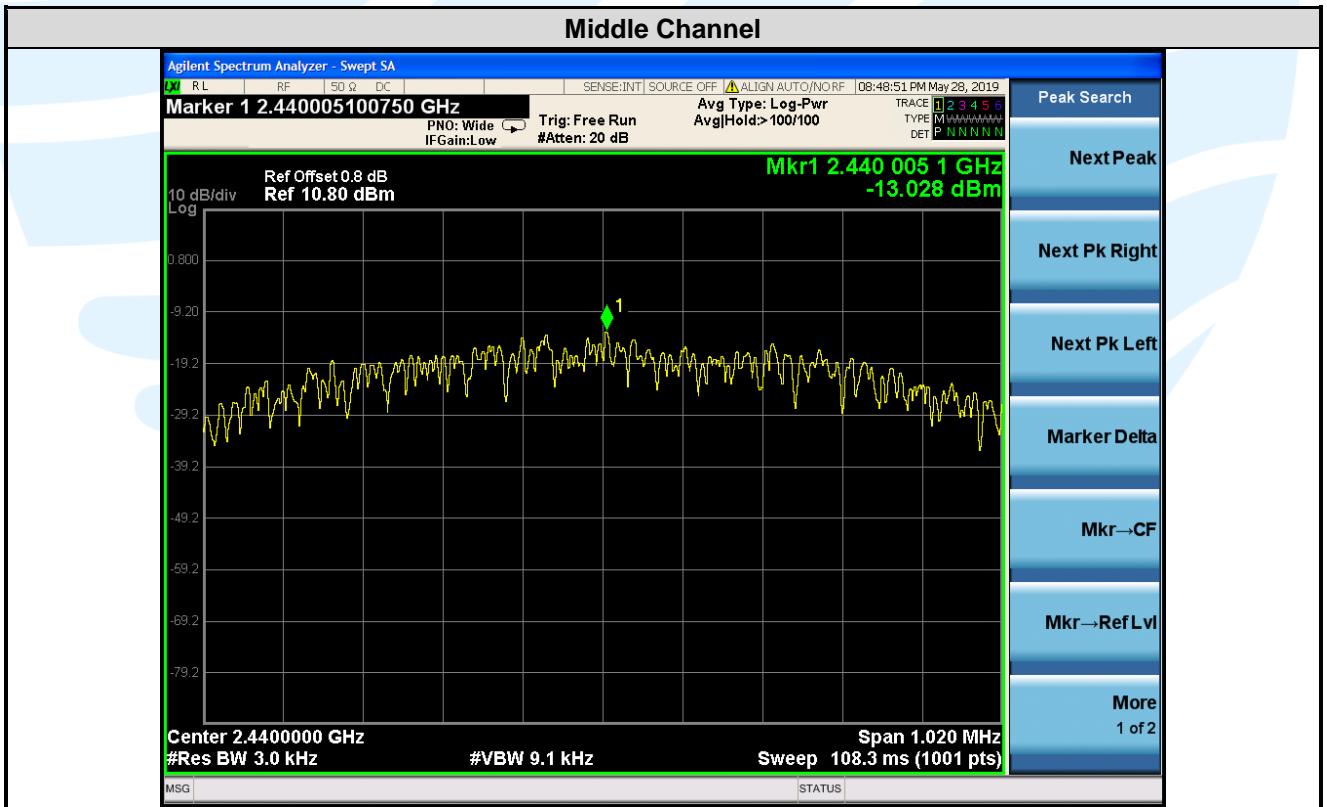 Middle Channel
Agilent Spectrum Analyzer - Swept SA
LXI RL RF 50 Ω DC SENSE:INT SOURCE OFF ALIGN AUTO/NO RF 08:48:51 PM May 28, 2019
Marker 1 2.440005100750 GHz
PNO: Wide
IFGain:Low
Trig: Free Run
#Atten: 20 dB
Avg Type: Log-Pwr
Avg|Hold:> 100/100
TRACE 1 2 3 4 5 6
TYPE M WWWWW
DET P N N N N N
Peak Search
Mkr1 2.440 005 1 GHz
-13.028 dBm
Ref Offset 0.8 dB
10 dB/div Ref 10.80 dBm
Log
0.800
-9.20
-19.2
-29.2
-39.2
-49.2
-59.2
-69.2
-79.2
1
Center 2.4400000 GHz Span 1.020 MHz
#Res BW 3.0 kHz #VBW 9.1 kHz Sweep 108.3 ms (1001 pts)
MSG STATUS
Next Peak
Next Pk Right
Next Pk Left
Marker Delta
Mkr→CF
Mkr→Ref Lvl
More
1 of 2